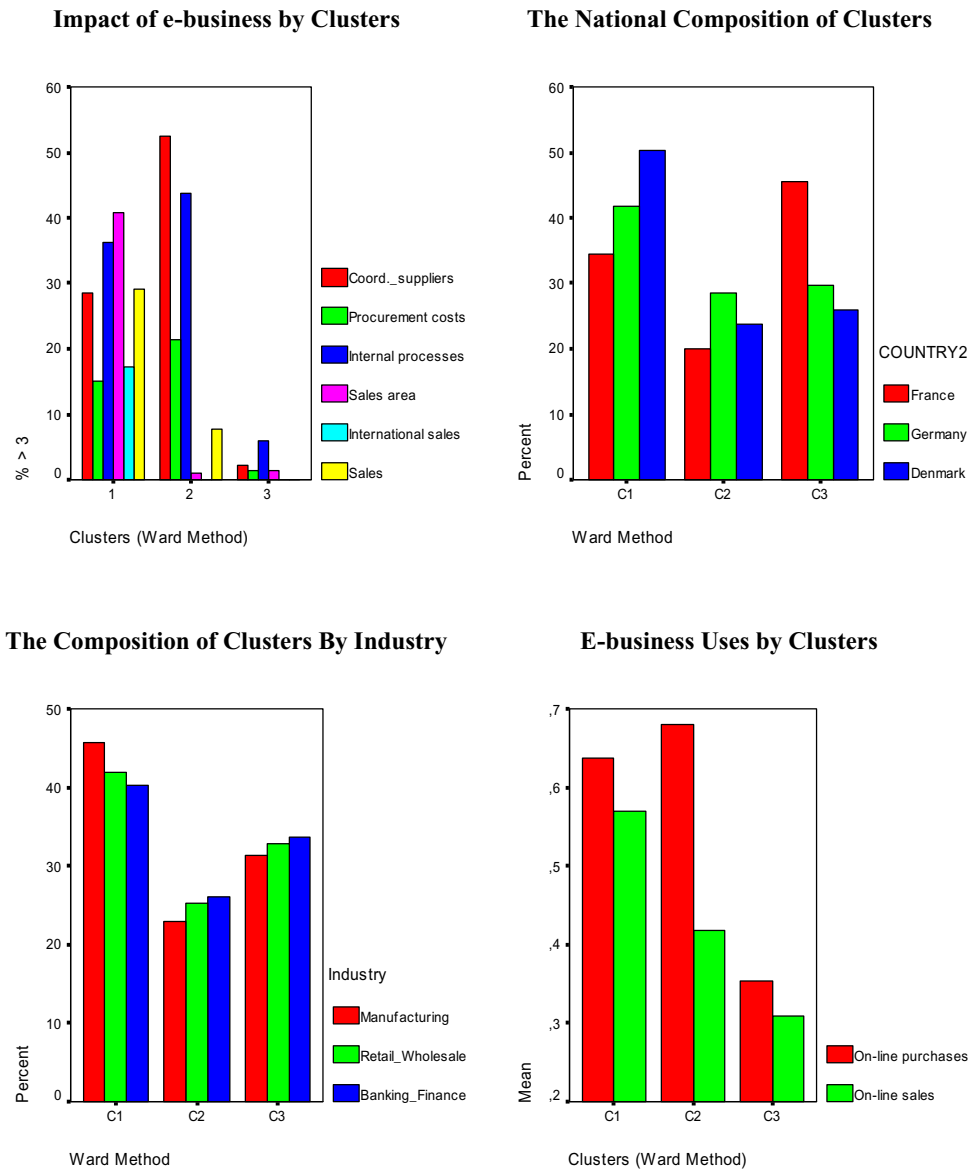 Impact of e-business by Clusters
60
50
40
30
20
10
0
% > 3
1
2
3
Clusters (Ward Method)
Coord._suppliers
Procurement costs
Internal processes
Sales area
International sales
Sales
The National Composition of Clusters
60
50
40
30
20
10
0
Percent
C1
C2
C3
Ward Method
COUNTRY2
France
Germany
Denmark
The Composition of Clusters By Industry
50
40
30
20
10
0
Percent
C1
C2
C3
Ward Method
Industry
Manufacturing
Retail_Wholesale
Banking_Finance
E-business Uses by Clusters
,7
,6
,5
,4
,3
,2
Mean
C1
C2
C3
Clusters (Ward Method)
On-line purchases
On-line sales